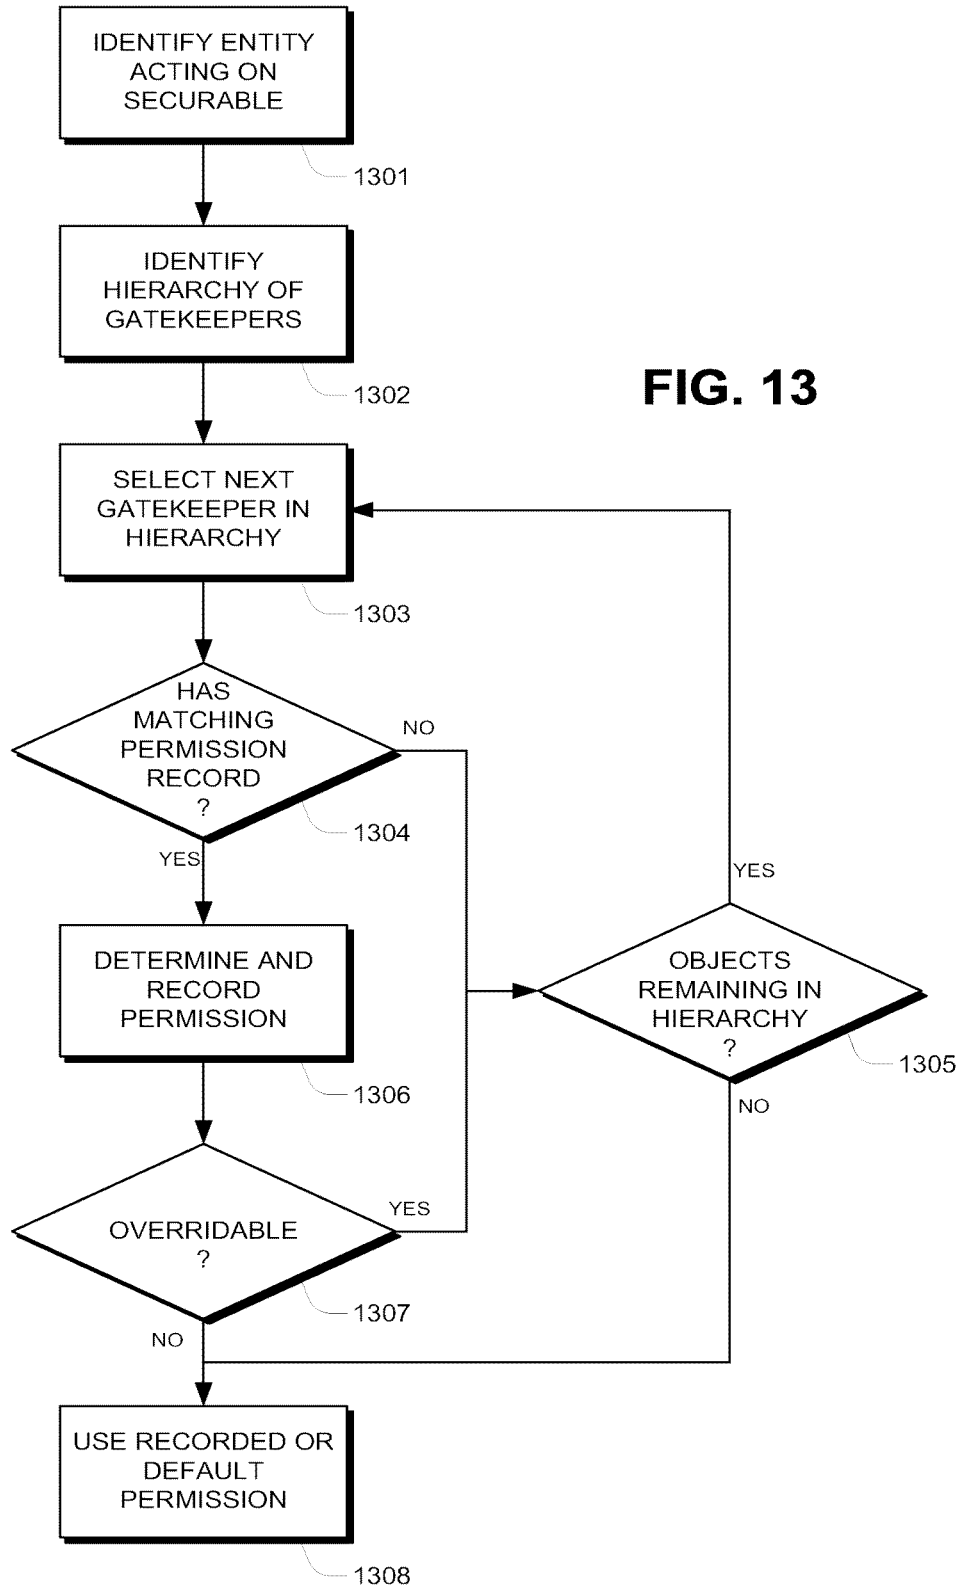 IDENTIFY ENTITY
ACTING ON
SECURABLE
1301
IDENTIFY
HIERARCHY OF
GATEKEEPERS
1302
FIG. 13
SELECT NEXT
GATEKEEPER IN
HIERARCHY
1303
HAS
MATCHING
PERMISSION
RECORD
?
NO
1304
YES
YES
DETERMINE AND
RECORD
PERMISSION
1306
OBJECTS
REMAINING IN
HIERARCHY
?
1305
NO
OVERRIDABLE
?
YES
1307
NO
USE RECORDED OR
DEFAULT
PERMISSION
1308